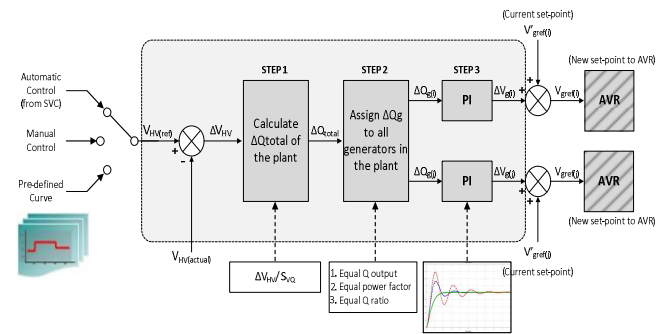 (Current set-point)
V'gref(i)
(New set-point to AVR)
STEP 1
STEP 2
STEP 3
Automatic
Control
(from SVC)
Manual
Control
Pre-defined
Curve
VHV(ref)
+
-
ΔVHV
VHV(actual)
Calculate
ΔQtotal of
the plant
ΔQtotal
Assign ΔQg
to all
generators in
the plant
ΔQg(i)
PI
ΔVg(i)
+
+
Vgref(i)
AVR
ΔQg(j)
PI
ΔVg(j)
+
+
Vgref(j)
AVR
(New set-point to AVR)
V'gref(j)
(Current set-point)
ΔVHV/SVQ
1. Equal Q output
2. Equal power factor
3. Equal Q ratio